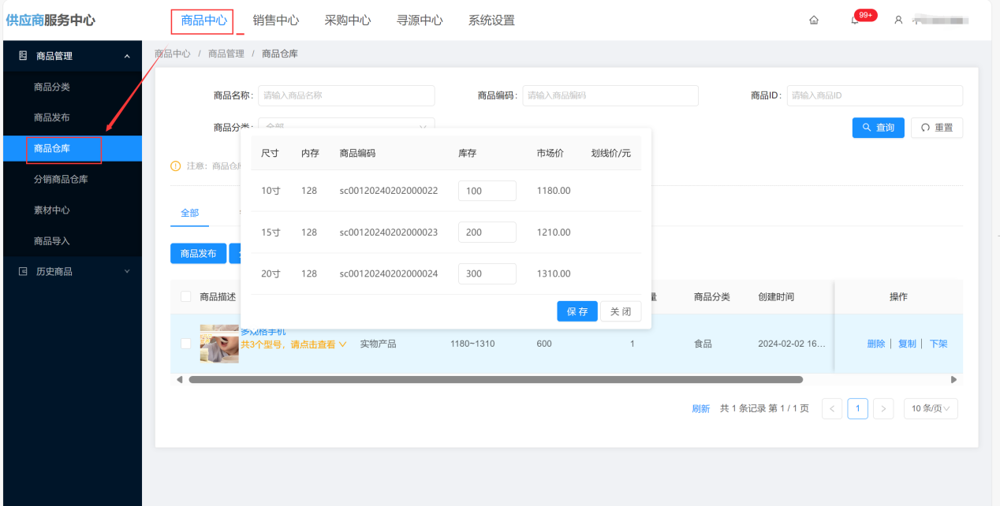 供应商服务中心 商品中心 销售中心 采购中心 寻源中心 系统设置 99+
商品管理
商品分类
商品发布
商品仓库
分销商品仓库
素材中心
商品导入
历史商品
商品中心 / 商品管理 / 商品仓库
商品名称: 请输入商品名称 商品编码: 请输入商品编码 商品ID: 请输入商品ID
商品分类: 全部 查询 重置
注意: 商品仓库
全部
商品发布
尺寸 内存 商品编码 库存 市场价 划线价/元
10寸 128 sc00120240202000022 100 1180.00
15寸 128 sc00120240202000023 200 1210.00
20寸 128 sc00120240202000024 300 1310.00
保存 关闭
商品描述 量 商品分类 创建时间 操作
多规格手机
共3个型号, 请点击查看 实物产品 1180~1310 600 1 食品 2024-02-02 16... 删除 复制 下架
刷新 共 1 条记录 第 1 / 1 页 < 1 > 10 条/页